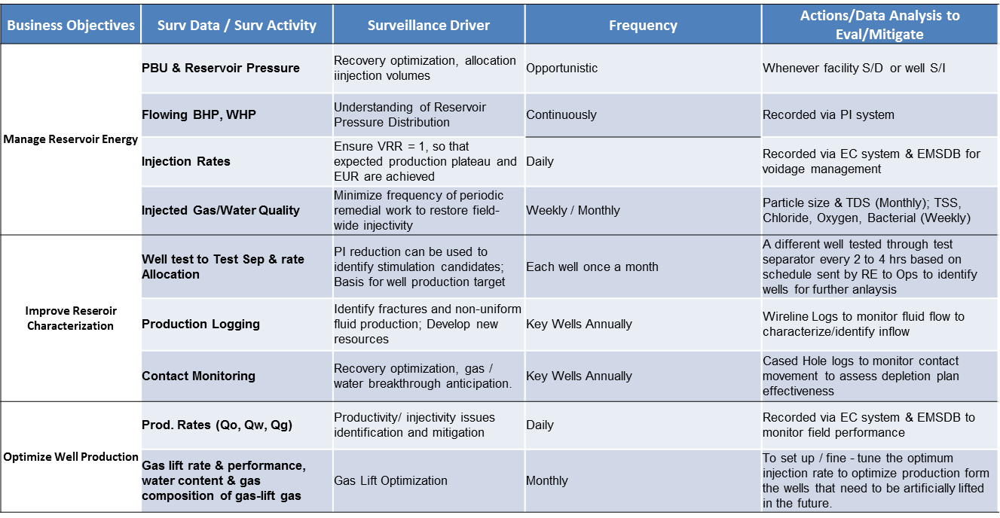 Business Objectives
Surv Data / Surv Activity
Surveillance Driver
Frequency
Actions/Data Analysis to
Eval/Mitigate
Manage Reservoir Energy
PBU & Reservoir Pressure
Recovery optimization, allocation
iinjection volumes
Opportunistic
Whenever facility S/D or well S/I
Flowing BHP, WHP
Understanding of Reservoir
Pressure Distribution
Continuously
Recorded via PI system
Injection Rates
Ensure VRR = 1, so that
expected production plateau and
EUR are achieved
Daily
Recorded via EC system & EMSDB for
voidage management
Injected Gas/Water Quality
Minimize frequency of periodic
remedial work to restore field-
wide injectivity
Weekly / Monthly
Particle size & TDS (Monthly); TSS,
Chloride, Oxygen, Bacterial (Weekly)
Improve Reseroir
Characterization
Well test to Test Sep & rate
Allocation
PI reduction can be used to
identify stimulation candidates;
Basis for well production target
Each well once a month
A different well tested through test
separator every 2 to 4 hrs based on
schedule sent by RE to Ops to identify
wells for further anlaysis
Production Logging
Identify fractures and non-uniform
fluid production; Develop new
resources
Key Wells Annually
Wireline Logs to monitor fluid flow to
characterize/identify inflow
Contact Monitoring
Recovery optimization, gas /
water breakthrough anticipation.
Key Wells Annually
Cased Hole logs to monitor contact
movement to assess depletion plan
effectiveness
Optimize Well Production
Prod. Rates (Qo, Qw, Qg)
Productivity/ injectivity issues
identification and mitigation
Daily
Recorded via EC system & EMSDB to
monitor field performance
Gas lift rate & performance,
water content & gas
composition of gas-lift gas
Gas Lift Optimization
Monthly
To set up / fine - tune the optimum
injection rate to optimize production form
the wells that need to be artificially lifted
in the future.